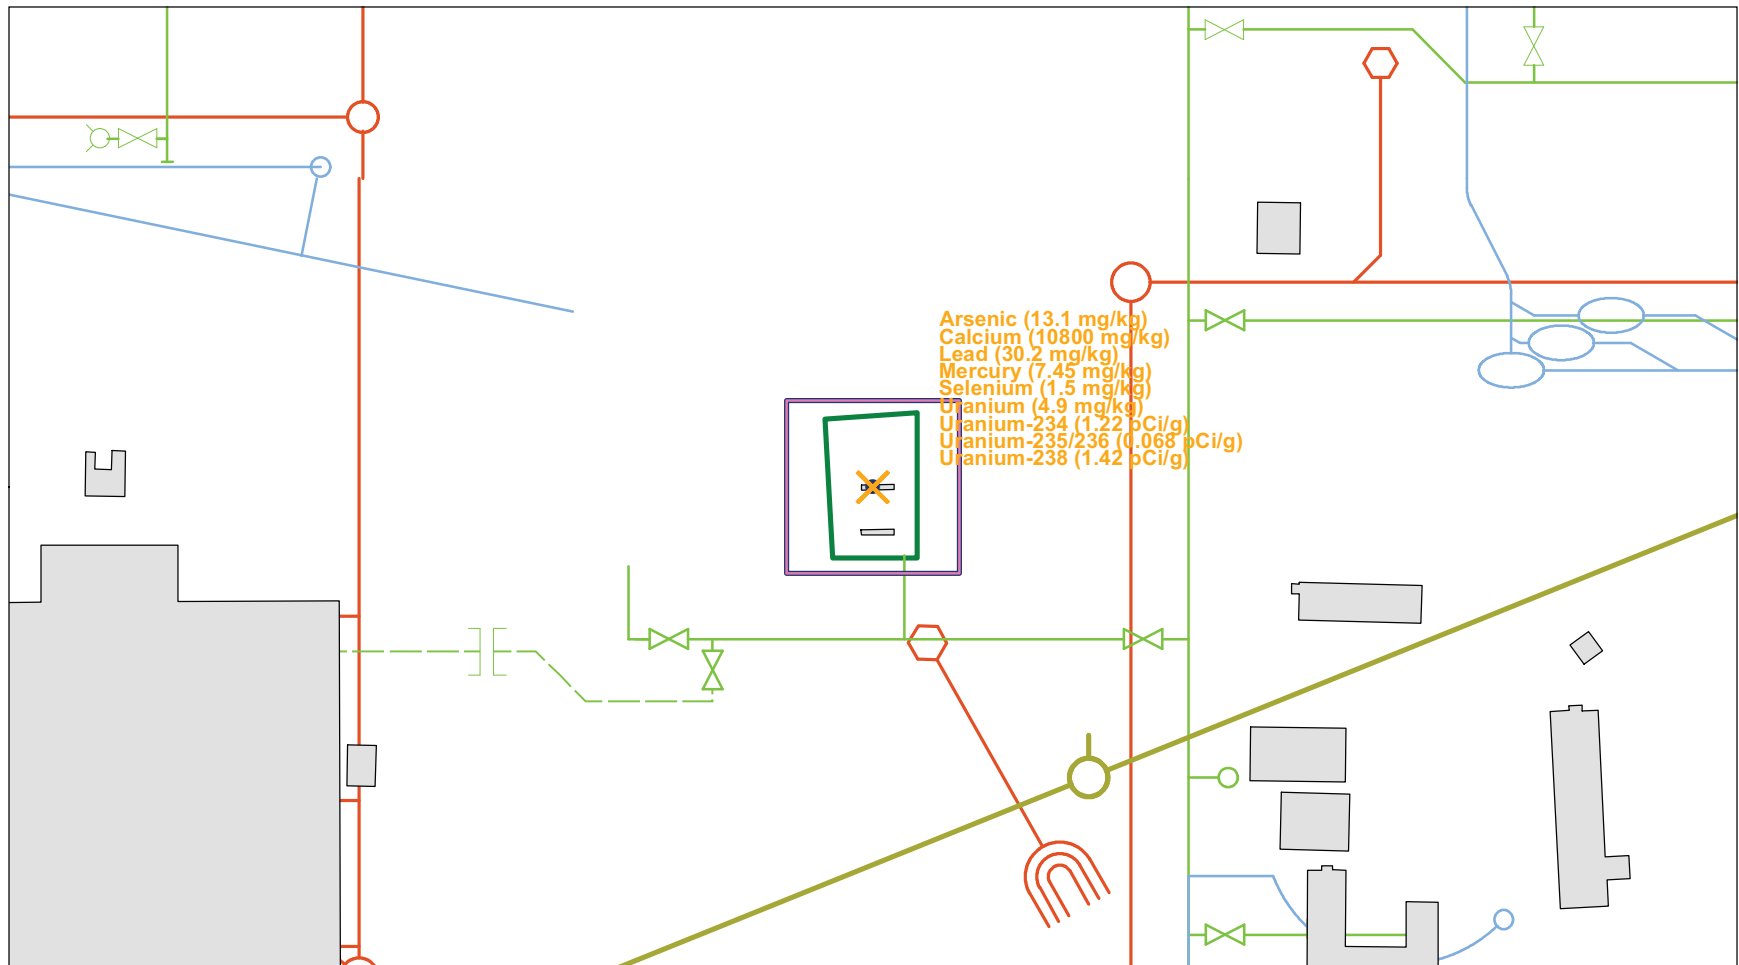 Arsenic (13.1 mg/kg)
Calcium (10800 mg/kg)
Lead (30.2 mg/kg)
Mercury (7.45 mg/kg)
Selenium (1.5 mg/kg)
Uranium (4.9 mg/kg)
Uranium-234 (1.22 pCi/g)
Uranium-235/236 (0.068 pCi/g)
Uranium-238 (1.42 pCi/g)